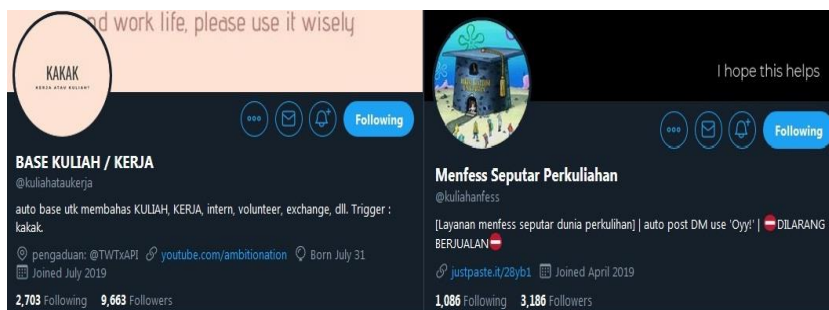 nd work life, please use it wisely
KAKAK
KERJA ATAU KULIAH?
Following
BASE KULIAH / KERJA
@kuliahataukerja
auto base utk membahas KULIAH, KERJA, intern, volunteer, exchange, dll. Trigger :
kakak.
pengaduan: @TWTxAPI youtube.com/ambitionation Born July 31
Joined July 2019
2,703 Following 9,663 Followers
I hope this helps
Following
Menfess Seputar Perkuliahan
@kuliahanfess
[Layanan menfess seputar dunia perkulihan] | auto post DM use 'Oyy!' | ⛔DILARANG
BERJUALAN⛔
justpaste.it/28yb1 Joined April 2019
1,086 Following 3,186 Followers